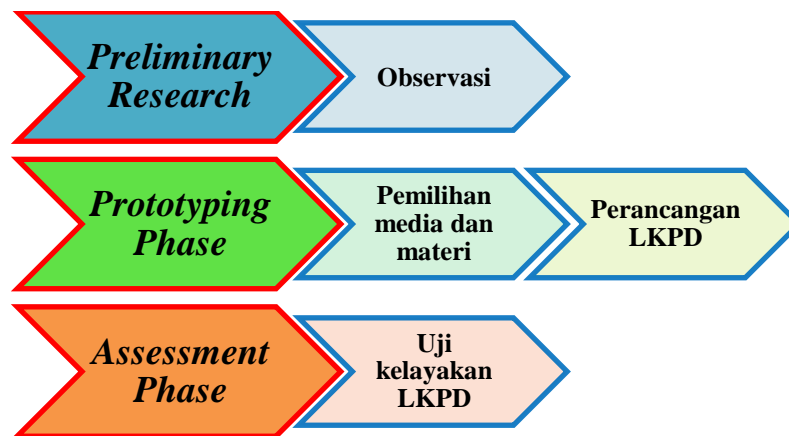 Preliminary
Research
Observasi
Prototyping
Phase
Pemilihan
media dan
materi
Perancangan
LKPD
Assessment
Phase
Uji
kelayakan
LKPD